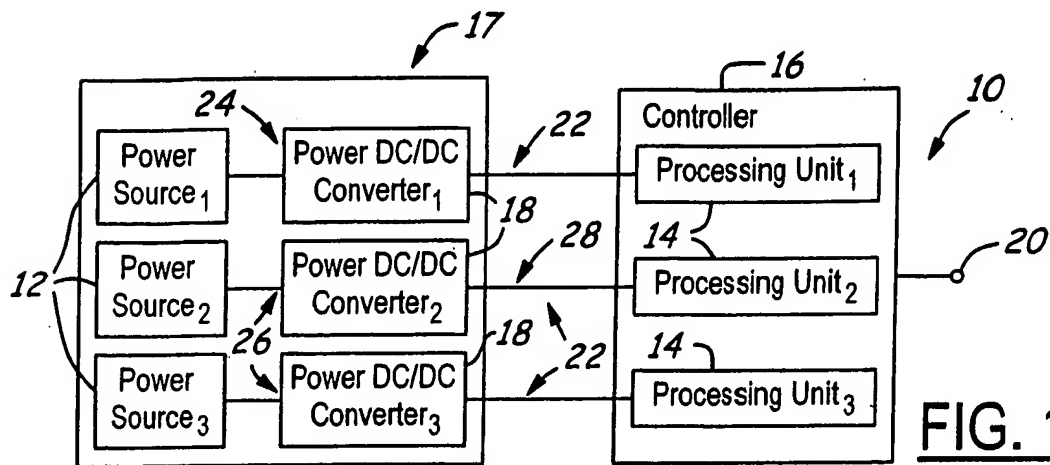 17
16
10
24
22
Controller
Power
Source1
Power DC/DC
Converter1
Processing Unit1
18
28
14
20
12
Power
Source2
Power DC/DC
Converter2
Processing Unit2
26
18
22
14
Power
Source3
Power DC/DC
Converter3
Processing Unit3
FIG.